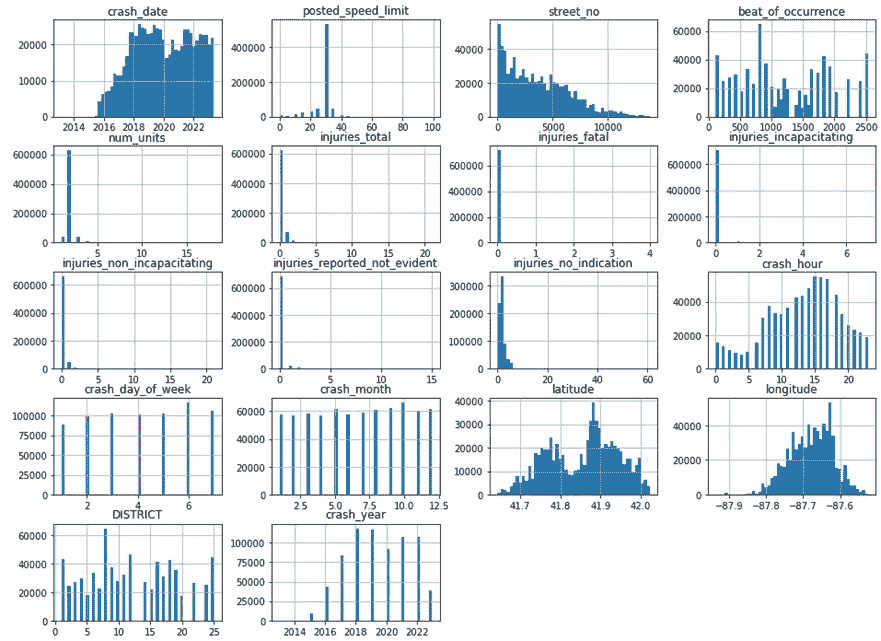 crash_date
20000
10000
0
2014 2016 2018 2020 2022
posted_speed_limit
400000
200000
0
0 20 40 60 80 100
street_no
40000
20000
0
0 5000 10000
beat_of_occurrence
60000
40000
20000
0
0 500 1000 1500 2000 2500
num_units
600000
400000
200000
0
5 10 15
injuries_total
600000
400000
200000
0
0 5 10 15 20
injuries_fatal
600000
400000
200000
0
0 1 2 3 4
injuries_incapacitating
600000
400000
200000
0
0 2 4 6
injuries_non_incapacitating
600000
400000
200000
0
0 5 10 15 20
injuries_reported_not_evident
600000
400000
200000
0
0 5 10 15
injuries_no_indication
300000
200000
100000
0
0 20 40 60
crash_hour
40000
20000
0
0 5 10 15 20
crash_day_of_week
100000
75000
50000
25000
0
2 4 6
crash_month
60000
40000
20000
0
2.5 5.0 7.5 10.0 12.5
latitude
40000
30000
20000
10000
0
41.7 41.8 41.9 42.0
longitude
40000
20000
0
−87.9 −87.8 −87.7 −87.6
DISTRICT
60000
40000
20000
0
0 5 10 15 20 25
crash_year
100000
75000
50000
25000
0
2014 2016 2018 2020 2022